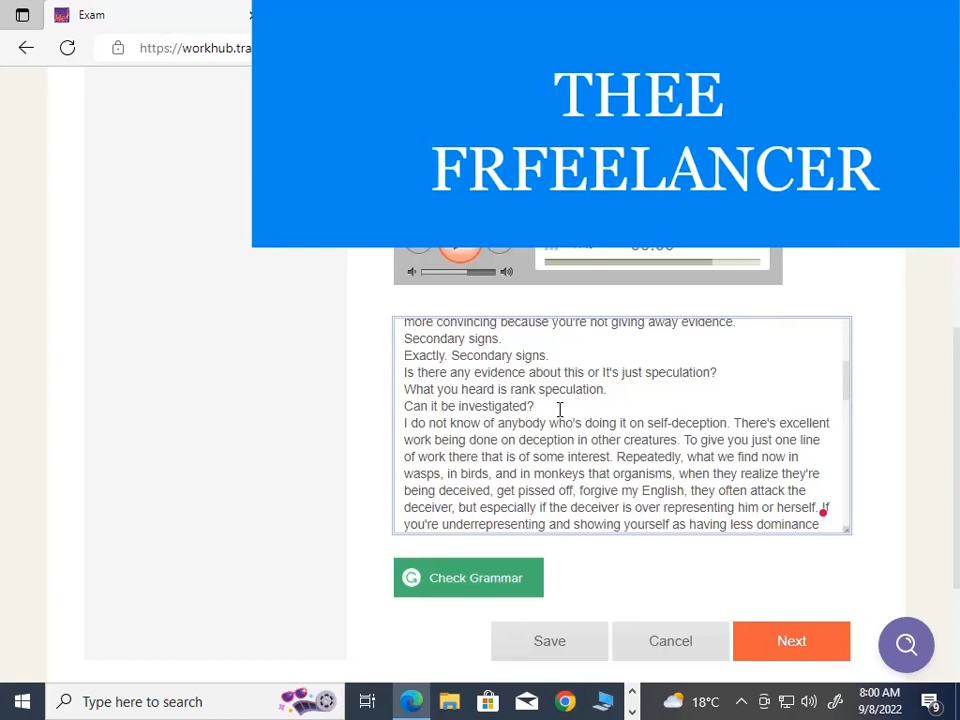 Exam
https://workhub.tra
THEE
FRFEELANCER
more convincing because you're not giving away evidence.
Secondary signs.
Exactly. Secondary signs.
Is there any evidence about this or It's just speculation?
What you heard is rank speculation.
Can it be investigated?
I do not know of anybody who's doing it on self-deception. There's excellent
work being done on deception in other creatures. To give you just one line
of work there that is of some interest. Repeatedly, what we find now in
wasps, in birds, and in monkeys that organisms, when they realize they're
being deceived, get pissed off, forgive my English, they often attack the
deceiver, but especially if the deceiver is over representing him or herself. If
you're underrepresenting and showing yourself as having less dominance
Check Grammar
Save Cancel Next
Type here to search
18°C
8:00 AM
9/8/2022
9